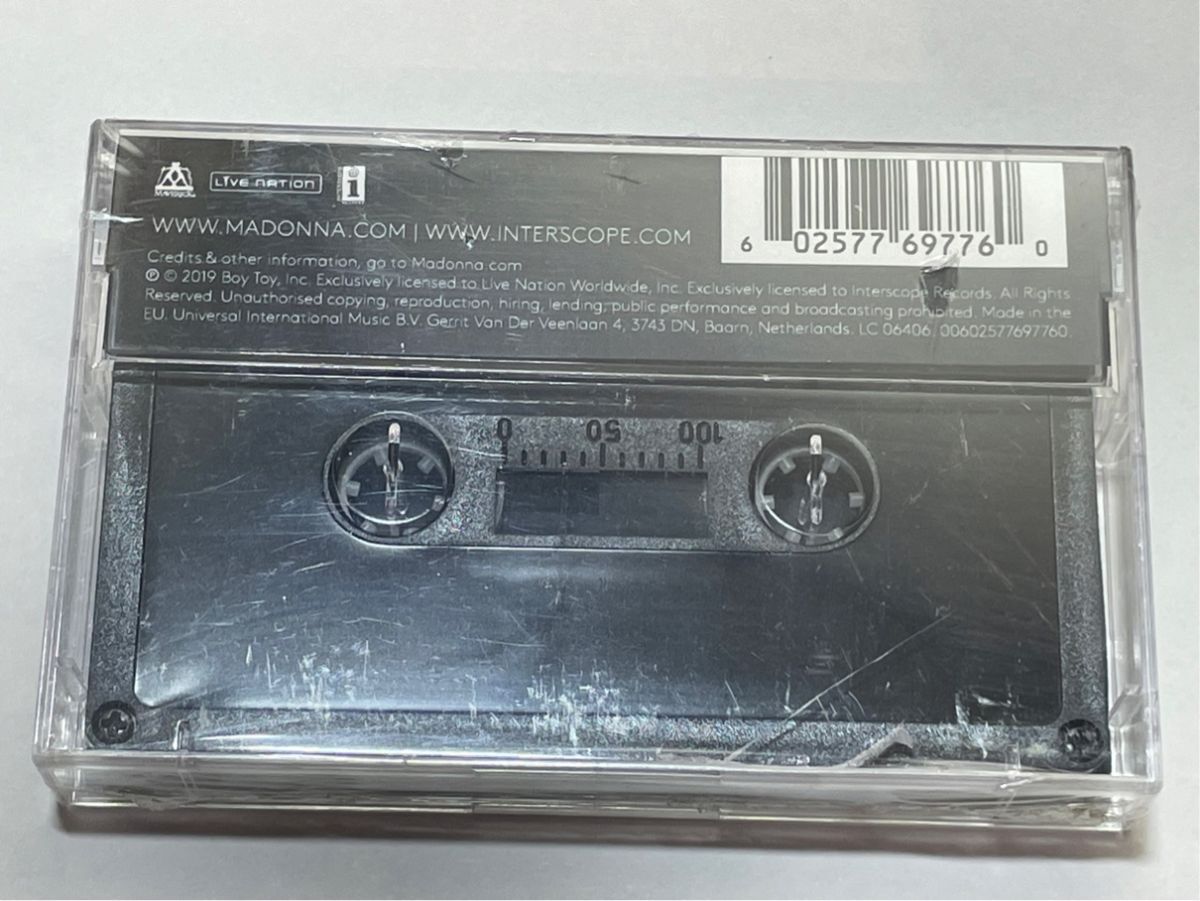 MAVERICK
LIVE NATION
i
WWW.MADONNA.COM | WWW.INTERSCOPE.COM
Credits & other information, go to Madonna.com
℗ © 2019 Boy Toy, Inc. Exclusively licensed to Live Nation Worldwide, Inc. Exclusively licensed to Interscope Records. All Rights
Reserved. Unauthorised copying, reproduction, hiring, lending, public performance and broadcasting prohibited. Made in the
EU. Universal International Music B.V. Gerrit Van Der Veenlaan 4, 3743 DN, Baarn, Netherlands. LC 06406. 00602577697760.
6 02577 69776 0
0 50 100